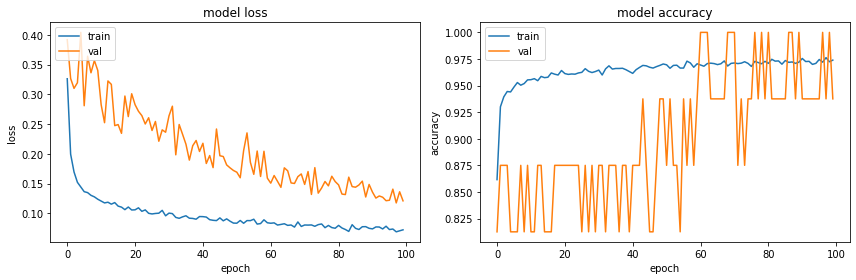 model loss
train
val
0.40
0.35
0.30
0.25
0.20
0.15
0.10
loss
0 20 40 60 80 100
epoch
model accuracy
train
val
1.000
0.975
0.950
0.925
0.900
0.875
0.850
0.825
accuracy
0 20 40 60 80 100
epoch